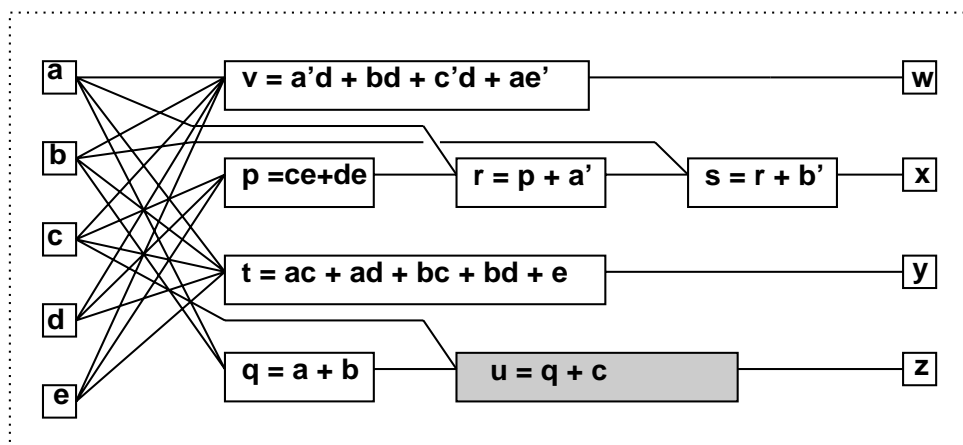 a
v = a’d + bd + c’d + ae’
w
b
p =ce+de
r = p + a’
s = r + b’
x
c
t = ac + ad + bc + bd + e
y
d
q = a + b
u = q + c
z
e